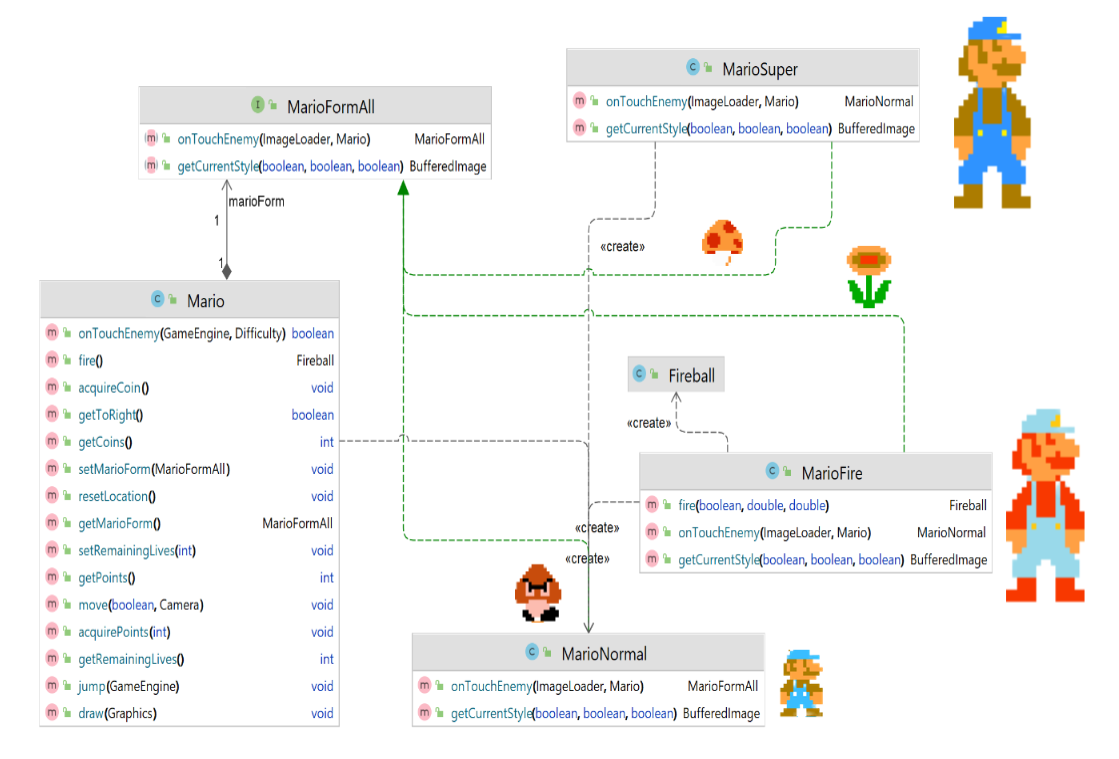 I MarioFormAll
m onTouchEnemy(ImageLoader, Mario) MarioFormAll
m getCurrentStyle(boolean, boolean, boolean) BufferedImage
C MarioSuper
m onTouchEnemy(ImageLoader, Mario) MarioNormal
m getCurrentStyle(boolean, boolean, boolean) BufferedImage
marioForm
1
1
«create»
C Mario
m onTouchEnemy(GameEngine, Difficulty) boolean
m fire() Fireball
m acquireCoin() void
m getToRight() boolean
m getCoins() int
m setMarioForm(MarioFormAll) void
m resetLocation() void
m getMarioForm() MarioFormAll
m setRemainingLives(int) void
m getPoints() int
m move(boolean, Camera) void
m acquirePoints(int) void
m getRemainingLives() int
m jump(GameEngine) void
m draw(Graphics) void
C Fireball
«create»
C MarioFire
m fire(boolean, double, double) Fireball
m onTouchEnemy(ImageLoader, Mario) MarioNormal
m getCurrentStyle(boolean, boolean, boolean) BufferedImage
«create»
«create»
C MarioNormal
m onTouchEnemy(ImageLoader, Mario) MarioFormAll
m getCurrentStyle(boolean, boolean, boolean) BufferedImage